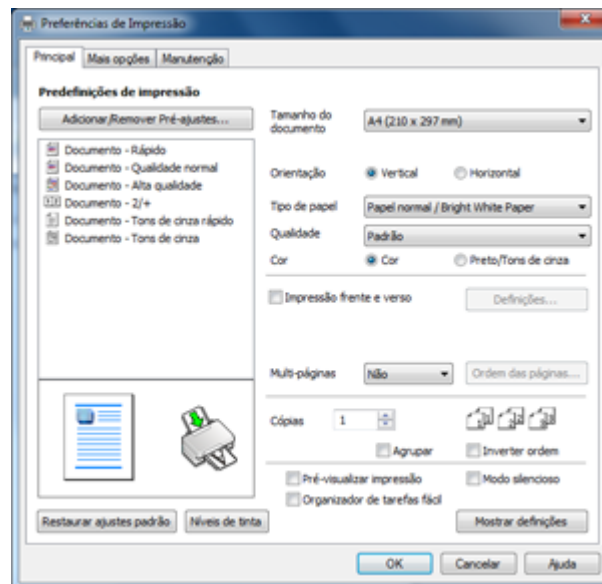 Preferências de Impressão
Principal Mais opções Manutenção
Predefinições de impressão
Adicionar/Remover Pré-ajustes...
Documento - Rápido
Documento - Qualidade normal
Documento - Alta qualidade
Documento - 2/+
Documento - Tons de cinza rápido
Documento - Tons de cinza
Restaurar ajustes padrão Níveis de tinta
Tamanho do
documento
A4 (210 x 297 mm)
Orientação Vertical Horizontal
Tipo de papel Papel normal / Bright White Paper
Qualidade Padrão
Cor Cor Preto/Tons de cinza
Impressão frente e verso Definições...
Multi-páginas Não Ordem das páginas...
Cópias 1
Agrupar Inverter ordem
Pré-visualizar impressão Modo silencioso
Organizador de tarefas fácil
Mostrar definições
OK Cancelar Ajuda